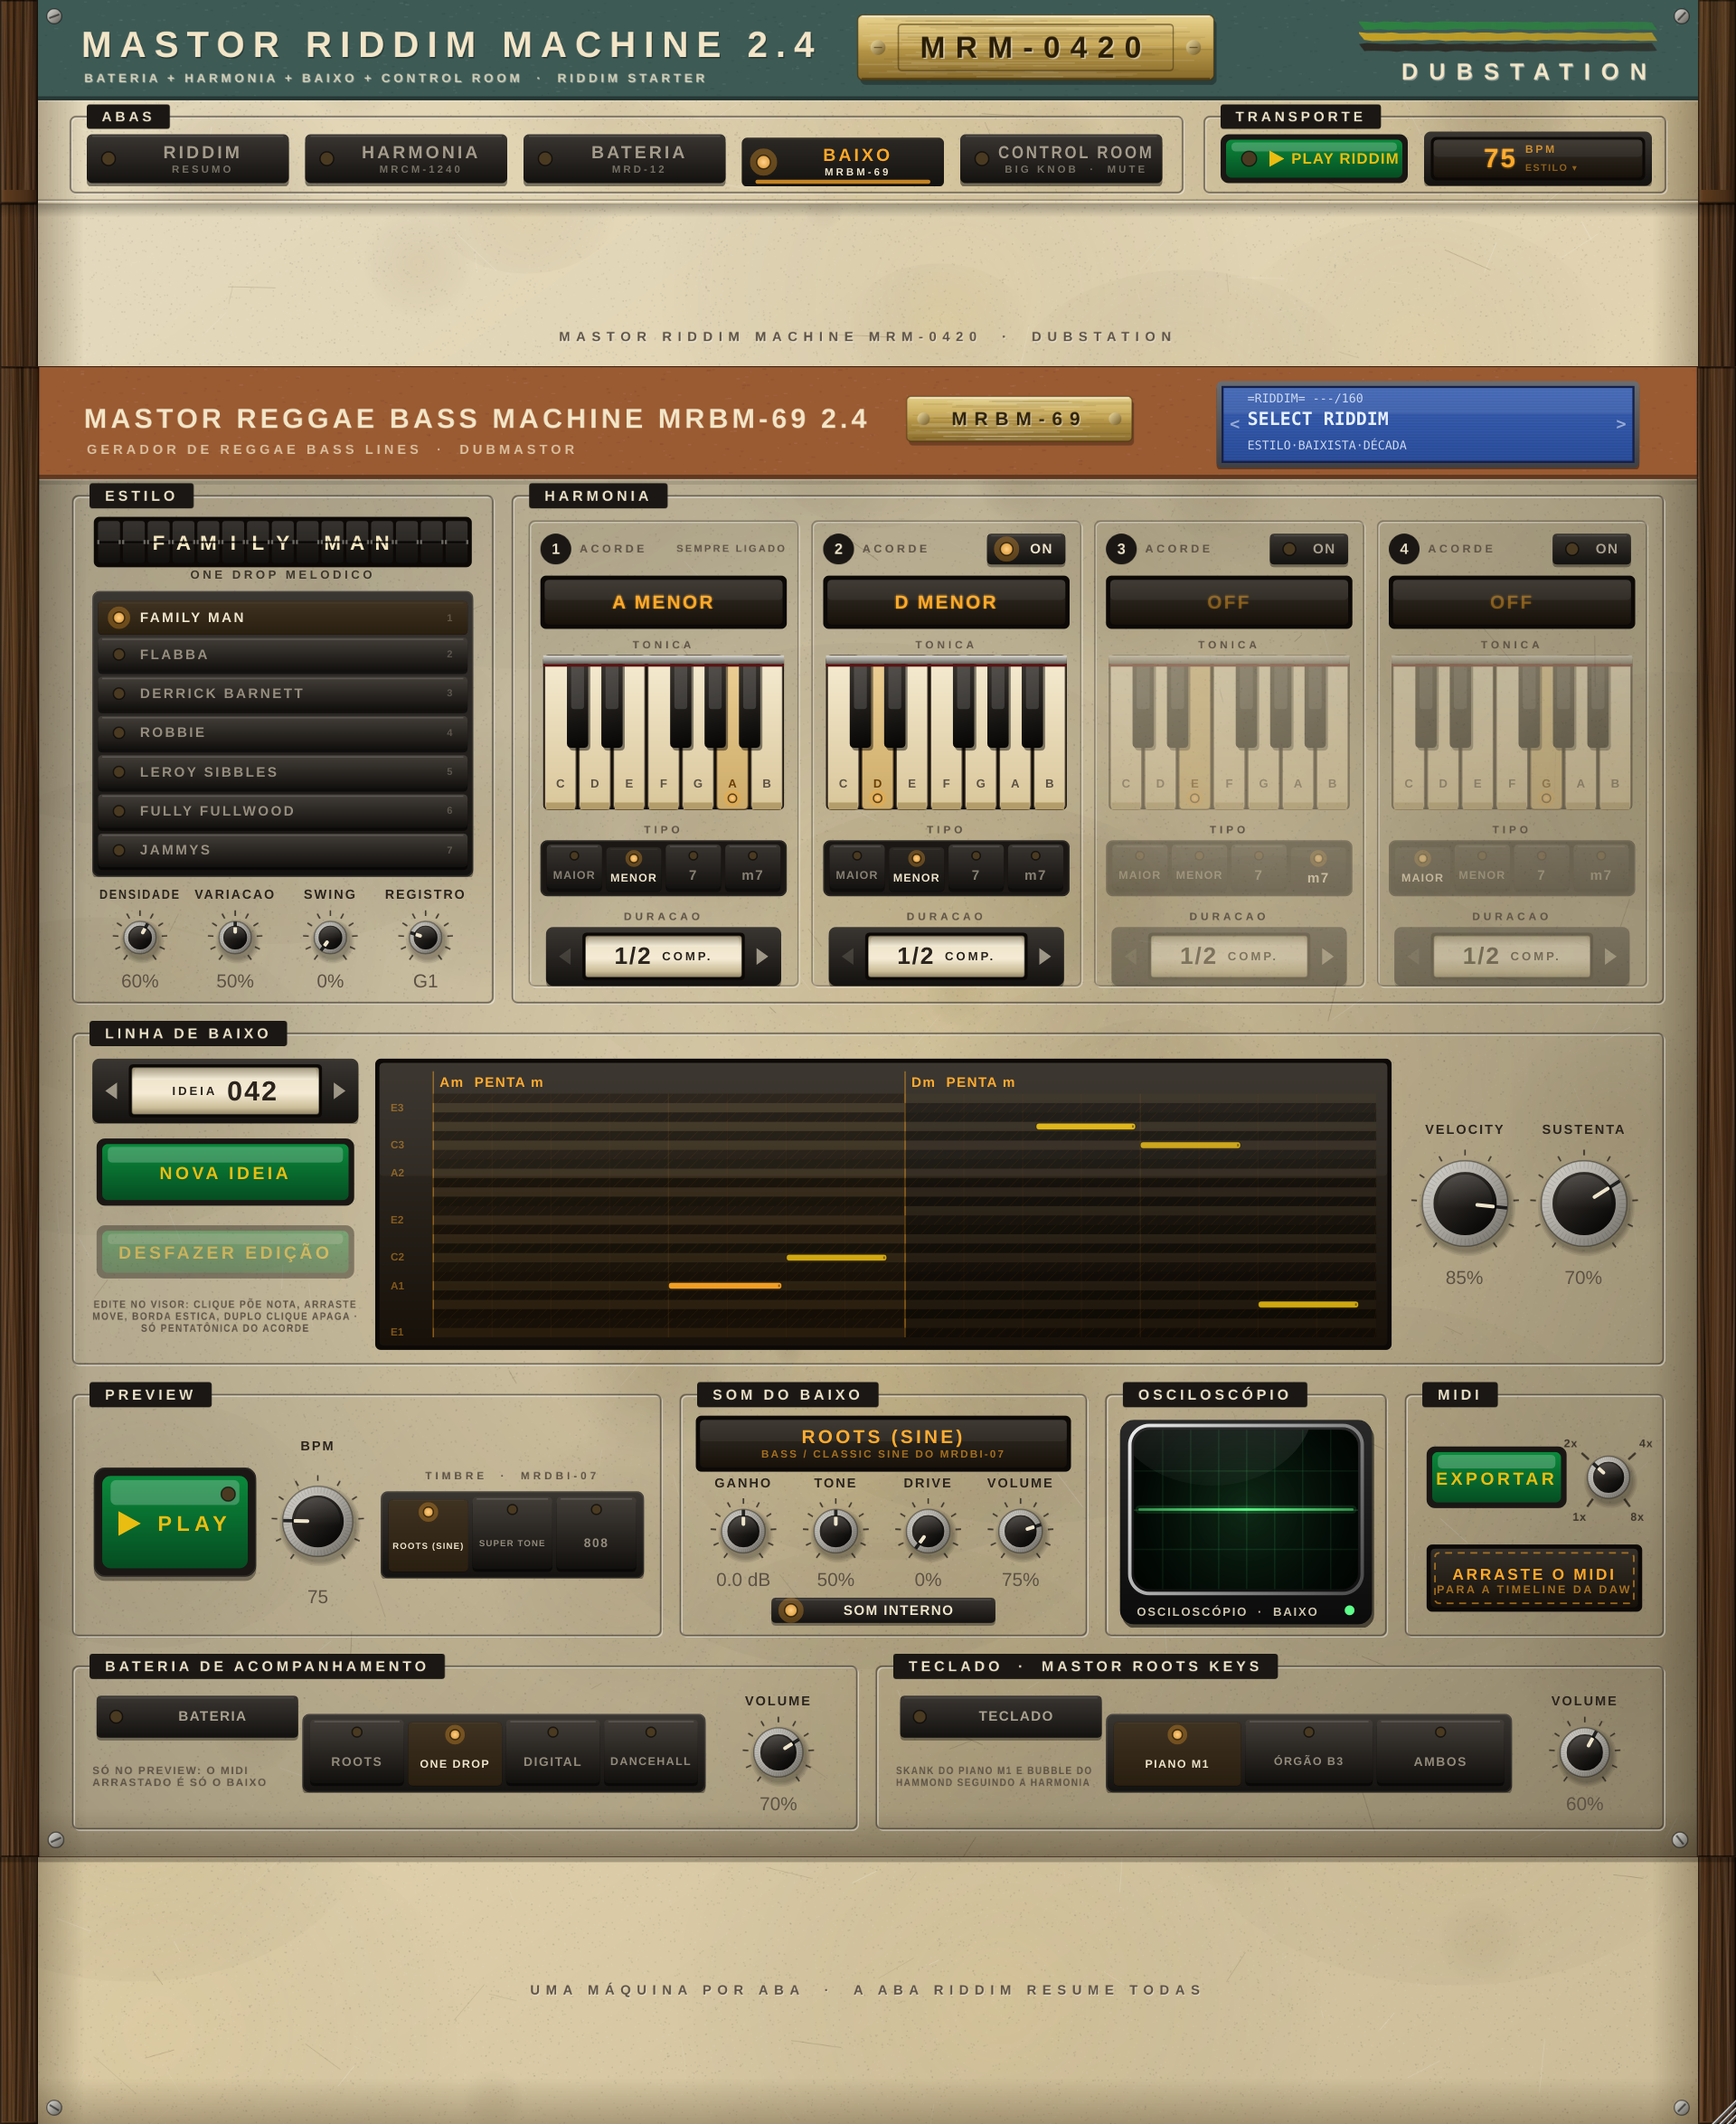 MASTOR RIDDIM MACHINE 2.4
BATERIA + HARMONIA + BAIXO + CONTROL ROOM · RIDDIM STARTER
MRM-0420
DUBSTATION
ABAS
RIDDIM
RESUMO
HARMONIA
MRCM-1240
BATERIA
MRD-12
BAIXO
MRBM-69
CONTROL ROOM
BIG KNOB · MUTE
TRANSPORTE
PLAY RIDDIM
75 BPM
ESTILO ▾
MASTOR RIDDIM MACHINE MRM-0420 · DUBSTATION
MASTOR REGGAE BASS MACHINE MRBM-69 2.4
GERADOR DE REGGAE BASS LINES · DUBMASTOR
MRBM-69
=RIDDIM= ---/160
< SELECT RIDDIM >
ESTILO·BAIXISTA·DÉCADA
ESTILO
FAMILY MAN
ONE DROP MELODICO
FAMILY MAN 1
FLABBA 2
DERRICK BARNETT 3
ROBBIE 4
LEROY SIBBLES 5
FULLY FULLWOOD 6
JAMMYS 7
DENSIDADE VARIACAO SWING REGISTRO
60% 50% 0% G1
HARMONIA
1 ACORDE SEMPRE LIGADO
A MENOR
TONICA
C D E F G A B
TIPO
MAIOR MENOR 7 m7
DURACAO
1/2 COMP.
2 ACORDE ON
D MENOR
TONICA
C D E F G A B
TIPO
MAIOR MENOR 7 m7
DURACAO
1/2 COMP.
3 ACORDE ON
OFF
TONICA
C D E F G A B
TIPO
MAIOR MENOR 7 m7
DURACAO
1/2 COMP.
4 ACORDE ON
OFF
TONICA
C D E F G A B
TIPO
MAIOR MENOR 7 m7
DURACAO
1/2 COMP.
LINHA DE BAIXO
IDEIA 042
NOVA IDEIA
DESFAZER EDIÇÃO
EDITE NO VISOR: CLIQUE PÕE NOTA, ARRASTE
MOVE, BORDA ESTICA, DUPLO CLIQUE APAGA ·
SÓ PENTATÔNICA DO ACORDE
Am PENTA m
Dm PENTA m
E3
C3
A2
E2
C2
A1
E1
VELOCITY SUSTENTA
85% 70%
PREVIEW
PLAY
BPM
75
TIMBRE · MRDBI-07
ROOTS (SINE) SUPER TONE 808
SOM DO BAIXO
ROOTS (SINE)
BASS / CLASSIC SINE DO MRDBI-07
GANHO TONE DRIVE VOLUME
0.0 dB 50% 0% 75%
SOM INTERNO
OSCILOSCÓPIO
OSCILOSCÓPIO · BAIXO
MIDI
EXPORTAR
2x 4x
1x 8x
ARRASTE O MIDI
PARA A TIMELINE DA DAW
BATERIA DE ACOMPANHAMENTO
BATERIA
SÓ NO PREVIEW: O MIDI
ARRASTADO É SÓ O BAIXO
ROOTS ONE DROP DIGITAL DANCEHALL
VOLUME
70%
TECLADO · MASTOR ROOTS KEYS
TECLADO
SKANK DO PIANO M1 E BUBBLE DO
HAMMOND SEGUINDO A HARMONIA
PIANO M1 ÓRGÃO B3 AMBOS
VOLUME
60%
UMA MÁQUINA POR ABA · A ABA RIDDIM RESUME TODAS